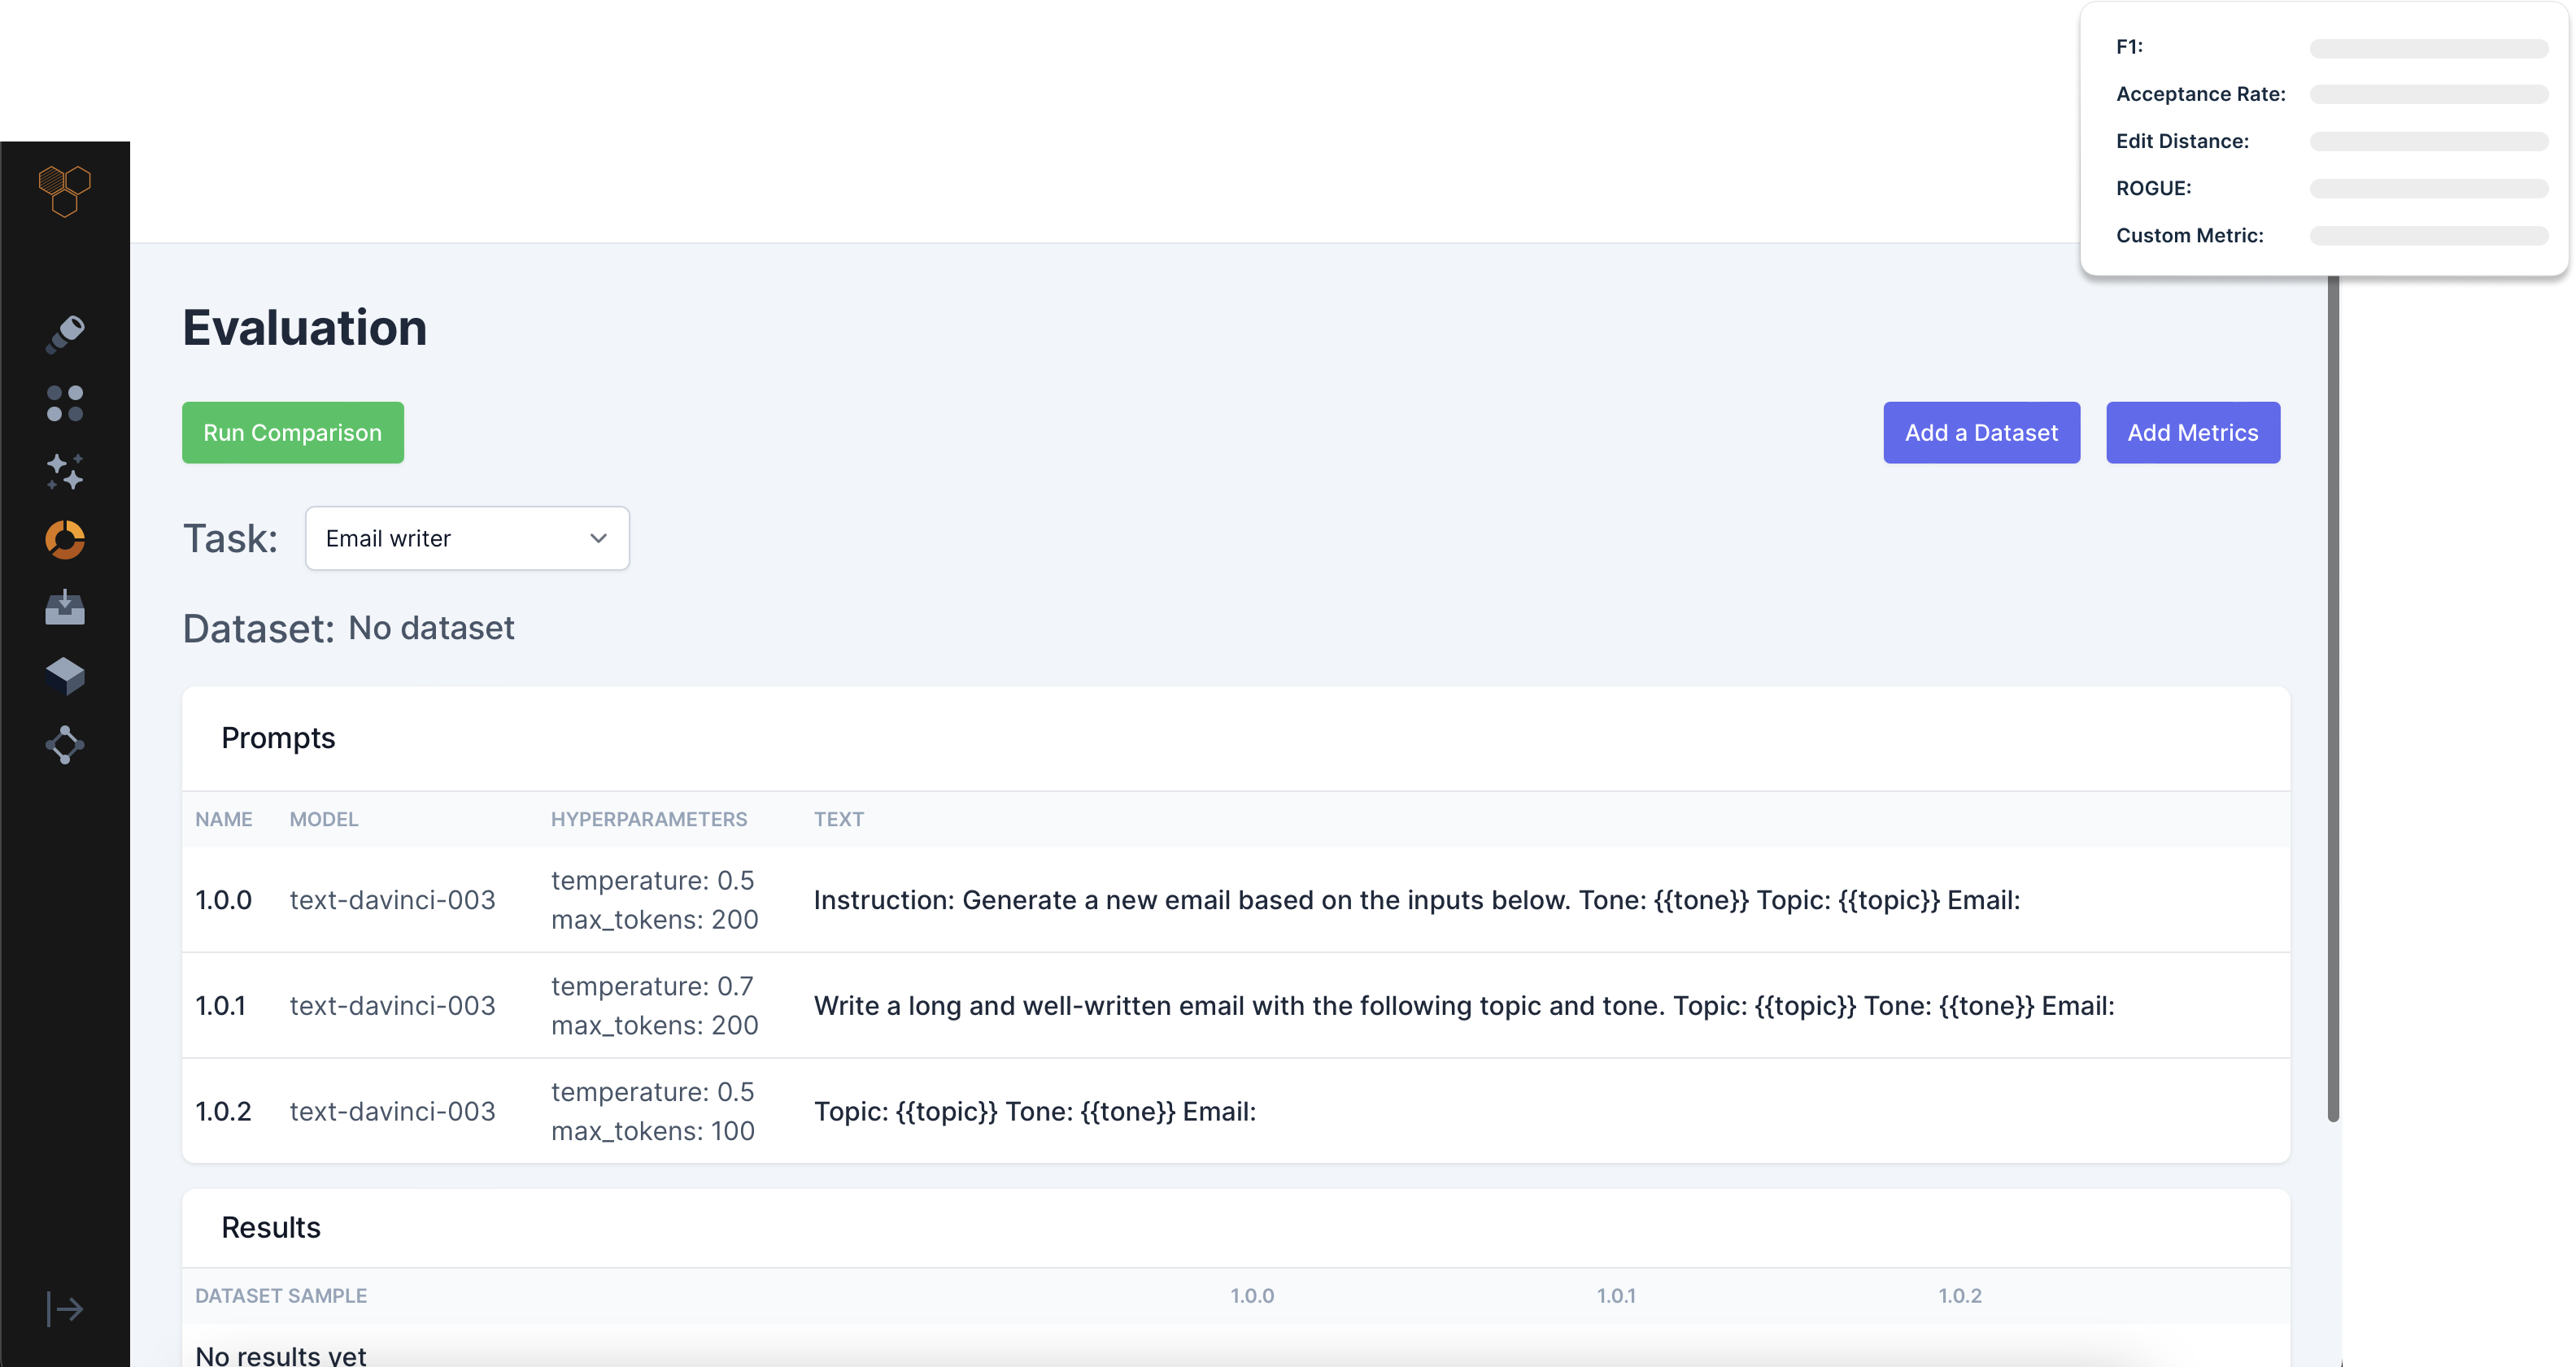 F1:
Acceptance Rate:
Edit Distance:
ROGUE:
Custom Metric:
Evaluation
Run Comparison
Add a Dataset
Add Metrics
Task: Email writer
Dataset: No dataset
Prompts
NAME MODEL HYPERPARAMETERS TEXT
1.0.0 text-davinci-003 temperature: 0.5
max_tokens: 200
Instruction: Generate a new email based on the inputs below. Tone: {{tone}} Topic: {{topic}} Email:
1.0.1 text-davinci-003 temperature: 0.7
max_tokens: 200
Write a long and well-written email with the following topic and tone. Topic: {{topic}} Tone: {{tone}} Email:
1.0.2 text-davinci-003 temperature: 0.5
max_tokens: 100
Topic: {{topic}} Tone: {{tone}} Email:
Results
DATASET SAMPLE 1.0.0 1.0.1 1.0.2
No results yet